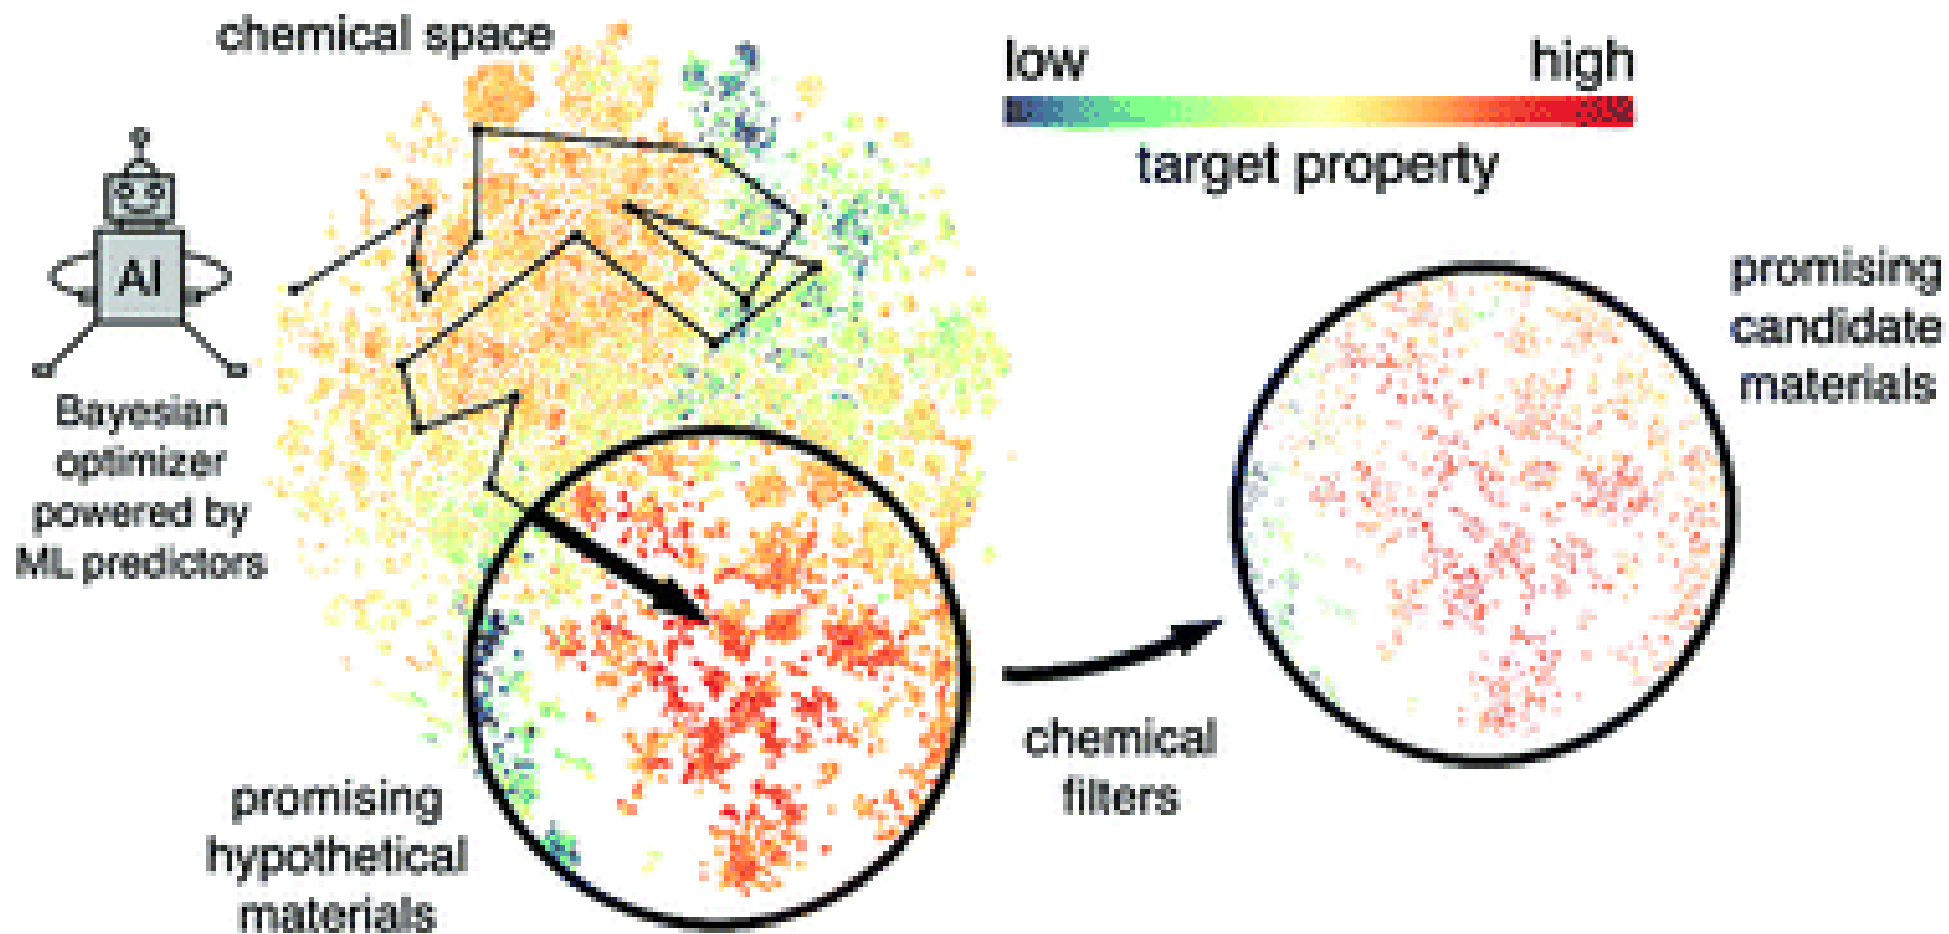 chemical space
low
high
target property
AI
Bayesian
optimizer
powered by
ML predictors
promising
candidate
materials
chemical
filters
promising
hypothetical
materials